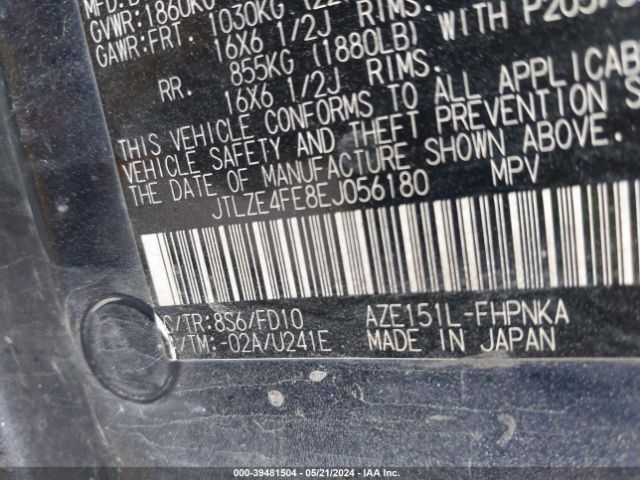 GVWR:1860KG
GAWR:FRT. 1030KG
16X6 1/2J RIMS. WITH
RR. 855KG (1880LB)
16X6 1/2J RIMS.
THIS VEHICLE CONFORMS TO ALL APPLICAB
VEHICLE SAFETY AND THEFT PREVENTION
THE DATE OF MANUFACTURE SHOWN ABOVE.
JTLZE4FE8EJ056180 MPV
C/TR:8S6/FD10 AZE151L-FHPNKA
/TM: -02A/U241E MADE IN JAPAN
000-39481504 - 05/21/2024 - IAA Inc.